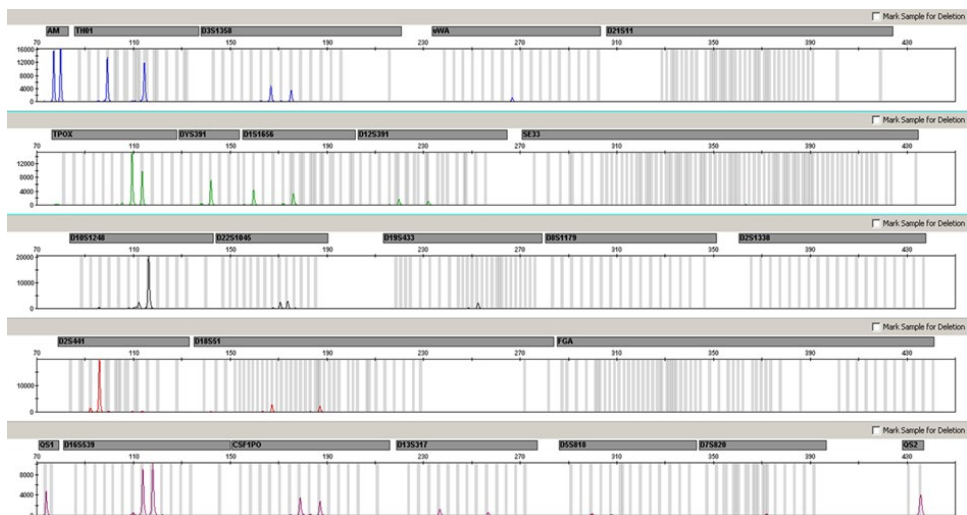 Mark Sample for Deletion
AM TH01 D3S1358 vWA D21S11
70 110 150 190 230 270 310 350 390 430
16000
12000
8000
4000
0
Mark Sample for Deletion
TPOX DYS391 D1S1656 D12S391 SE33
70 110 150 190 230 270 310 350 390 430
12000
8000
4000
0
Mark Sample for Deletion
D10S1248 D22S1045 D19S433 D8S1179 D2S1338
70 110 150 190 230 270 310 350 390 430
20000
10000
0
Mark Sample for Deletion
D2S441 D18S51 FGA
70 110 150 190 230 270 310 350 390 430
10000
0
Mark Sample for Deletion
QS1 D16S539 CSF1PO D13S317 D5S818 D7S820 QS2
70 110 150 190 230 270 310 350 390 430
8000
4000
0